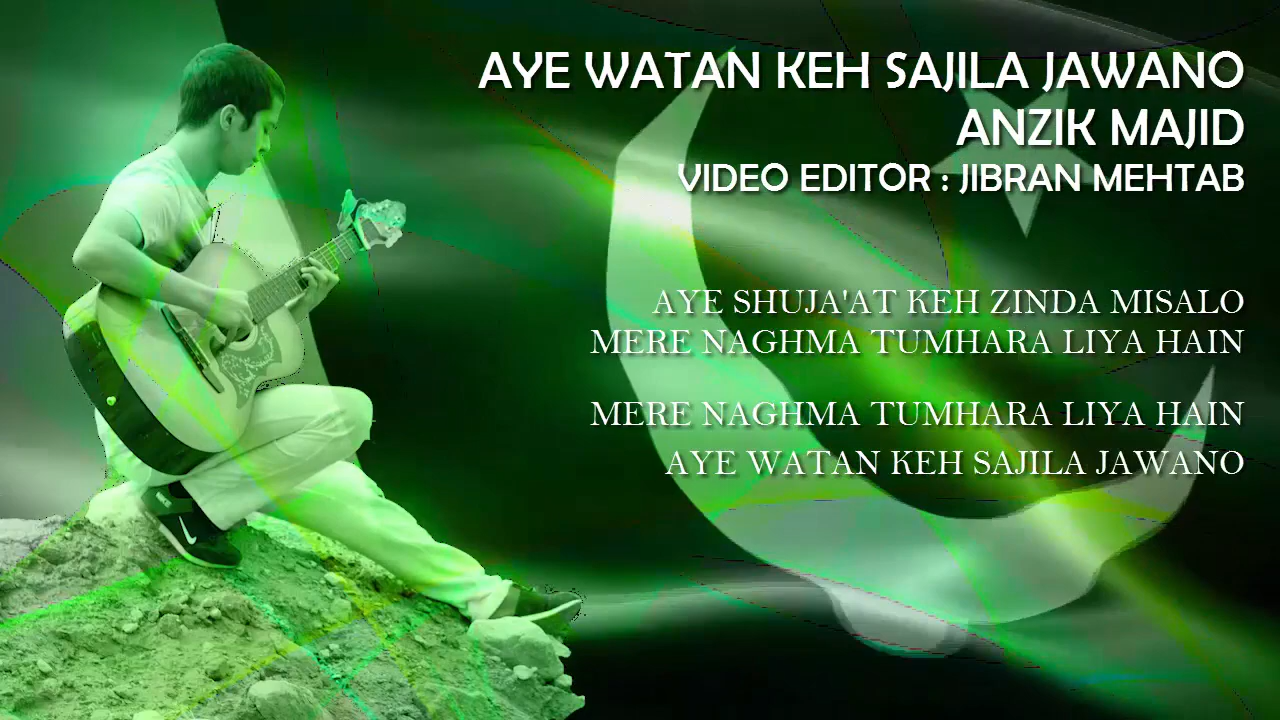 AYE WATAN KEH SAJILA JAWANO
ANZIK MAJID
VIDEO EDITOR : JIBRAN MEHTAB
AYE SHUJA'AT KEH ZINDA MISALO
MERE NAGHMA TUMHARA LIYA HAIN
MERE NAGHMA TUMHARA LIYA HAIN
AYE WATAN KEH SAJILA JAWANO